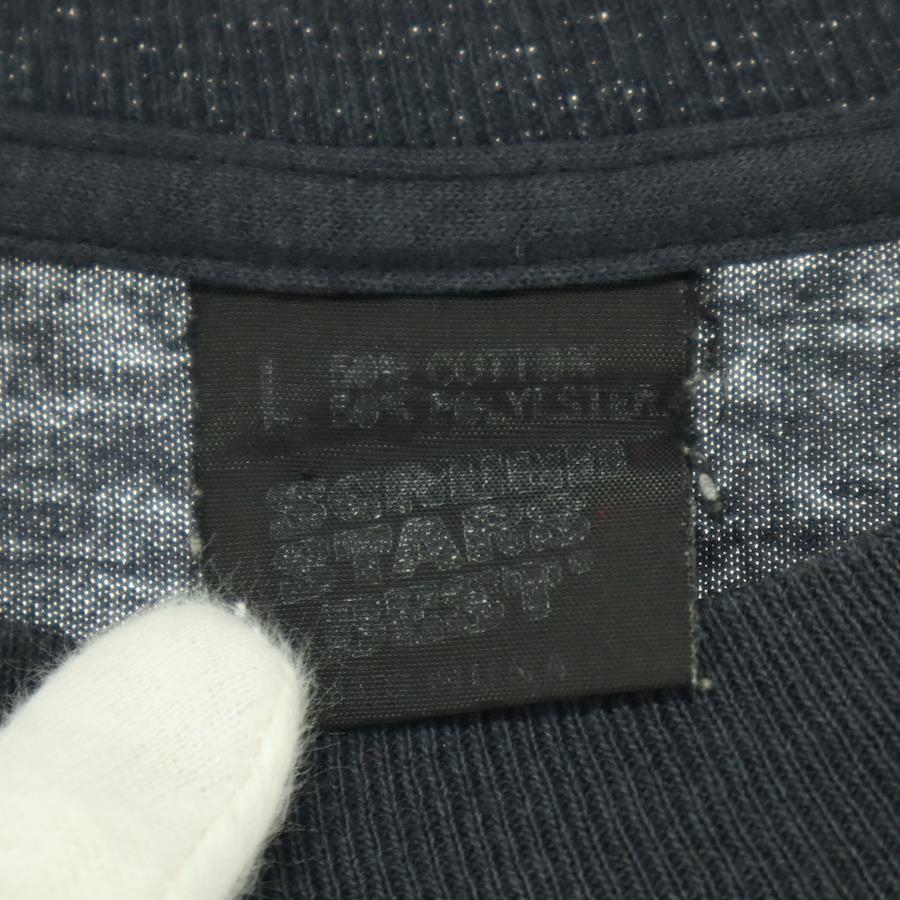 L 50% COTTON
50% POLYESTER
SCREEN
STARS
BEST®